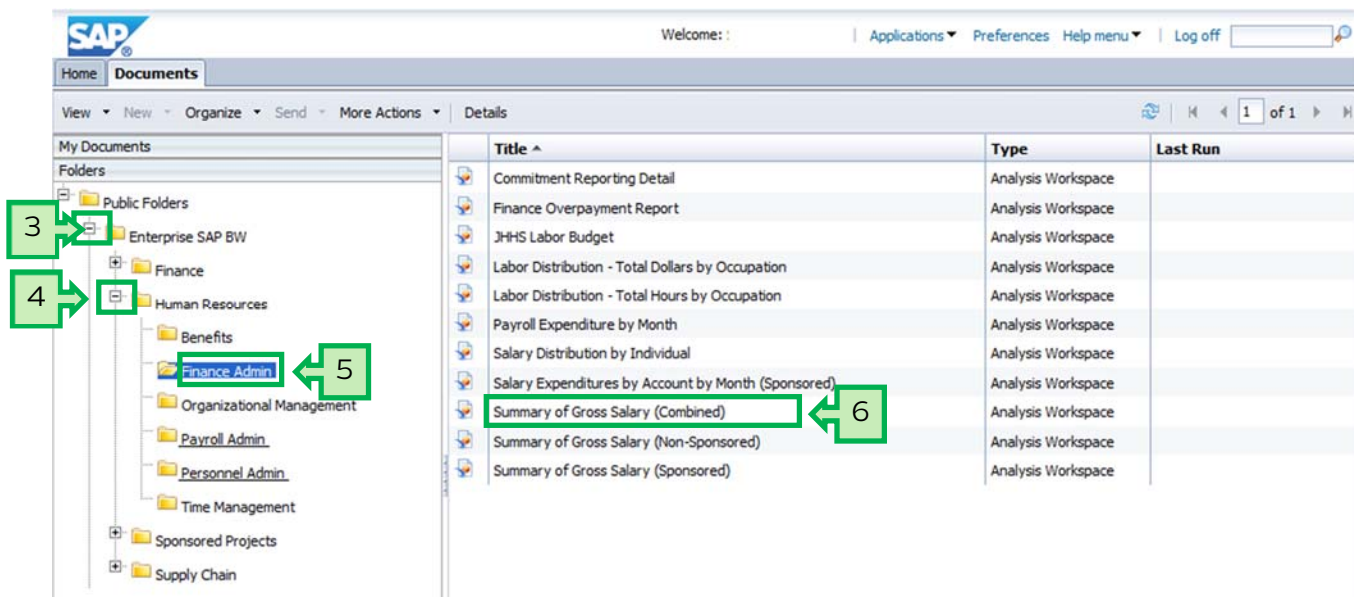 SAP ®
Welcome: :
Applications Preferences Help menu Log off
Home Documents
View New Organize Send More Actions Details 1 of 1
My Documents
Title Type Last Run
Folders
Public Folders
3
Enterprise SAP BW
Finance
4
Human Resources
Benefits
Finance Admin
5
Organizational Management
Payroll Admin
Personnel Admin
Time Management
Sponsored Projects
Supply Chain
Commitment Reporting Detail Analysis Workspace
Finance Overpayment Report Analysis Workspace
JHHS Labor Budget Analysis Workspace
Labor Distribution - Total Dollars by Occupation Analysis Workspace
Labor Distribution - Total Hours by Occupation Analysis Workspace
Payroll Expenditure by Month Analysis Workspace
Salary Distribution by Individual Analysis Workspace
Salary Expenditures by Account by Month (Sponsored) Analysis Workspace
Summary of Gross Salary (Combined) 6 Analysis Workspace
Summary of Gross Salary (Non-Sponsored) Analysis Workspace
Summary of Gross Salary (Sponsored) Analysis Workspace